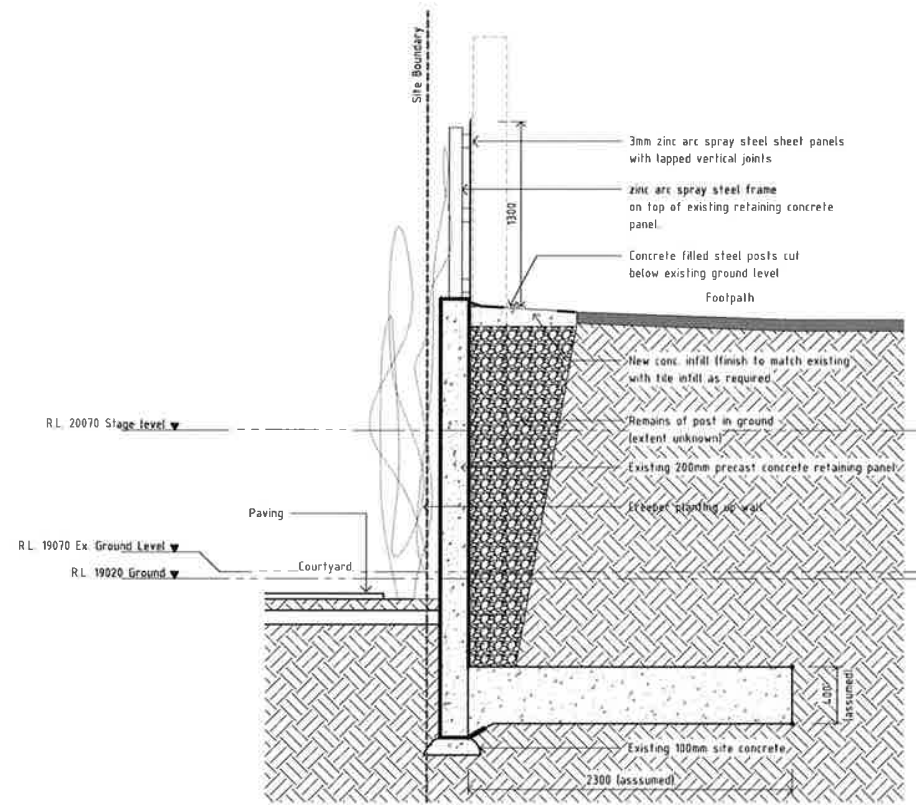 Site Boundary
3mm zinc arc spray steel sheet panels
with lapped vertical joints
zinc arc spray steel frame
on top of existing retaining concrete
panel.
1300
Concrete filled steel posts cut
below existing ground level
Footpath
New conc. infill (finish to match existing
with tile infill as required
R.L. 20070 Stage level
Remains of post in ground
(extent unknown)
Existing 200mm precast concrete retaining panel
Creeper planting up wall
Paving
R.L. 19070 Ex. Ground Level
Courtyard
R.L. 19020 Ground
400
(assumed)
Existing 100mm site concrete
2300 (asssumed)